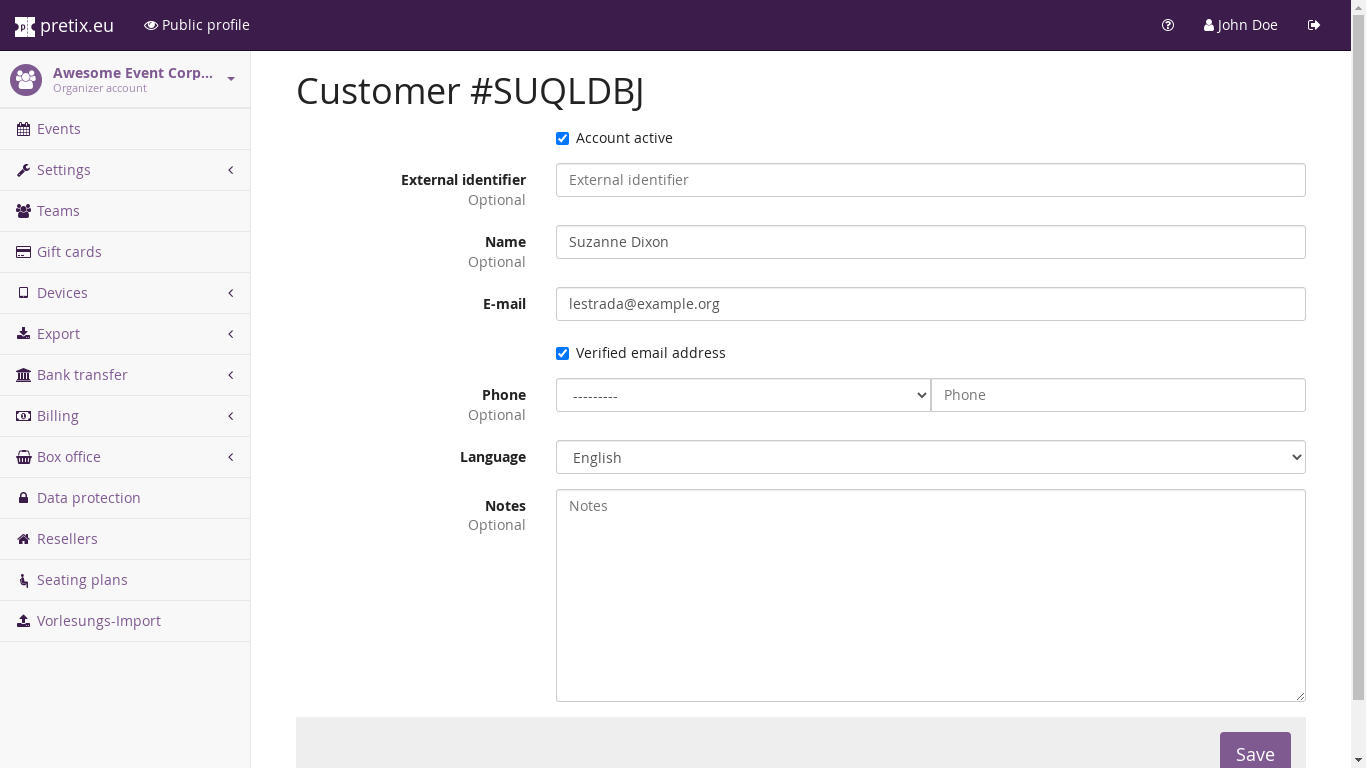 pretix.eu
Public profile
John Doe
Awesome Event Corp...
Organizer account
Events
Settings
Teams
Gift cards
Devices
Export
Bank transfer
Billing
Box office
Data protection
Resellers
Seating plans
Vorlesungs-Import
Customer #SUQLDBJ
Account active
External identifier
Optional
External identifier
Name
Optional
Suzanne Dixon
E-mail
lestrada@example.org
Verified email address
Phone
Optional
---------
Phone
Language
English
Notes
Optional
Notes
Save